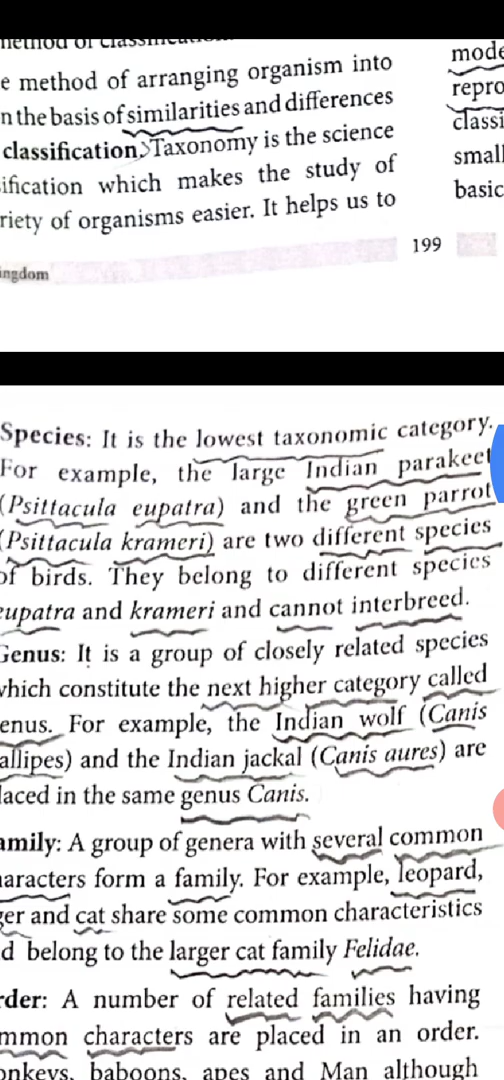 e method of arranging organism into
n the basis of similarities and differences
classification. Taxonomy is the science
ification which makes the study of
riety of organisms easier. It helps us to
mode
repro
classi
small
basic
199
ingdom
Species: It is the lowest taxonomic category.
For example, the large Indian parakeet
(Psittacula eupatra) and the green parrot
(Psittacula krameri) are two different species
of birds. They belong to different species
eupatra and krameri and cannot interbreed.
Genus: It is a group of closely related species
which constitute the next higher category called
enus. For example, the Indian wolf (Canis
allipes) and the Indian jackal (Canis aures) are
laced in the same genus Canis.
amily: A group of genera with several common
haracters form a family. For example, leopard,
ger and cat share some common characteristics
d belong to the larger cat family Felidae.
rder: A number of related families having
mmon characters are placed in an order.
onkeys, baboons, apes and Man although